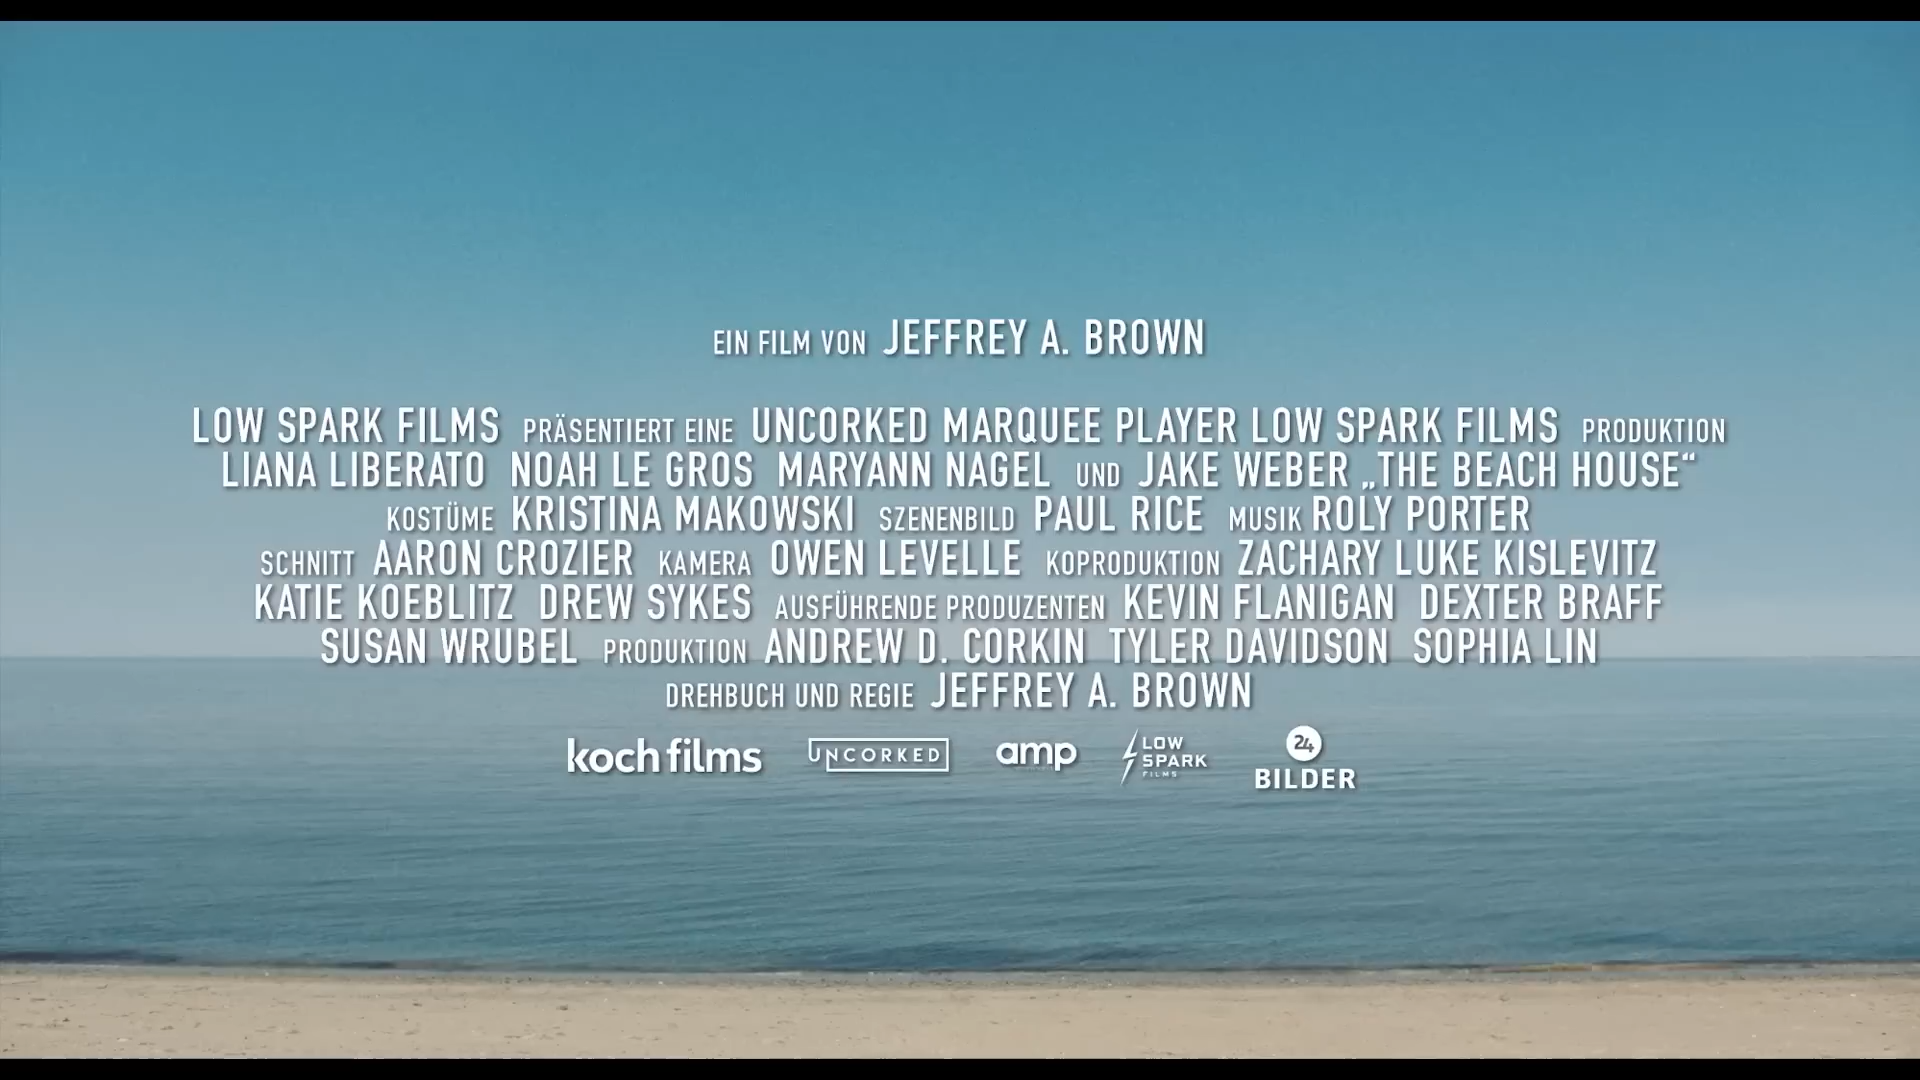 EIN FILM VON JEFFREY A. BROWN
LOW SPARK FILMS PRÄSENTIERT EINE UNCORKED MARQUEE PLAYER LOW SPARK FILMS PRODUKTION
LIANA LIBERATO NOAH LE GROS MARYANN NAGEL UND JAKE WEBER „THE BEACH HOUSE“
KOSTÜME KRISTINA MAKOWSKI SZENENBILD PAUL RICE MUSIK ROLY PORTER
SCHNITT AARON CROZIER KAMERA OWEN LEVELLE KOPRODUKTION ZACHARY LUKE KISLEVITZ
KATIE KOEBLITZ DREW SYKES AUSFÜHRENDE PRODUZENTEN KEVIN FLANIGAN DEXTER BRAFF
SUSAN WRUBEL PRODUKTION ANDREW D. CORKIN TYLER DAVIDSON SOPHIA LIN
DREHBUCH UND REGIE JEFFREY A. BROWN
koch films UNCORKED amp LOW SPARK FILMS 24 BILDER